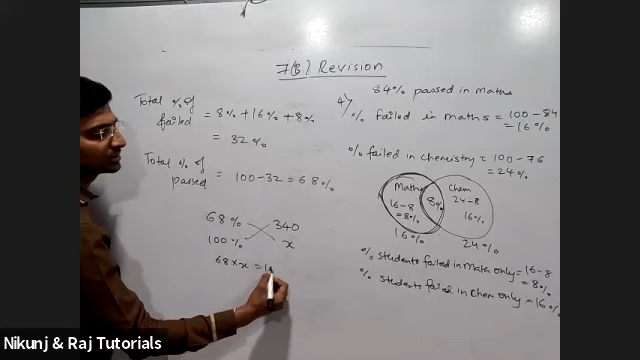 7(B) Revision
Total % of failed = 8% + 16% + 8%
= 32%
Total % of passed = 100 - 32 = 68%
68% 340
100% x
68 × x = 1
4) 84% passed in Maths
% failed in maths = 100 - 84
= 16%
% failed in chemistry = 100 - 76
= 24%
Maths Chem
16-8 = 8%
8%
24-8
16%
16% 24%
% students failed in Math only = 16-8
= 8%
% students failed in Chem only = 16%
Nikunj & Raj Tutorials